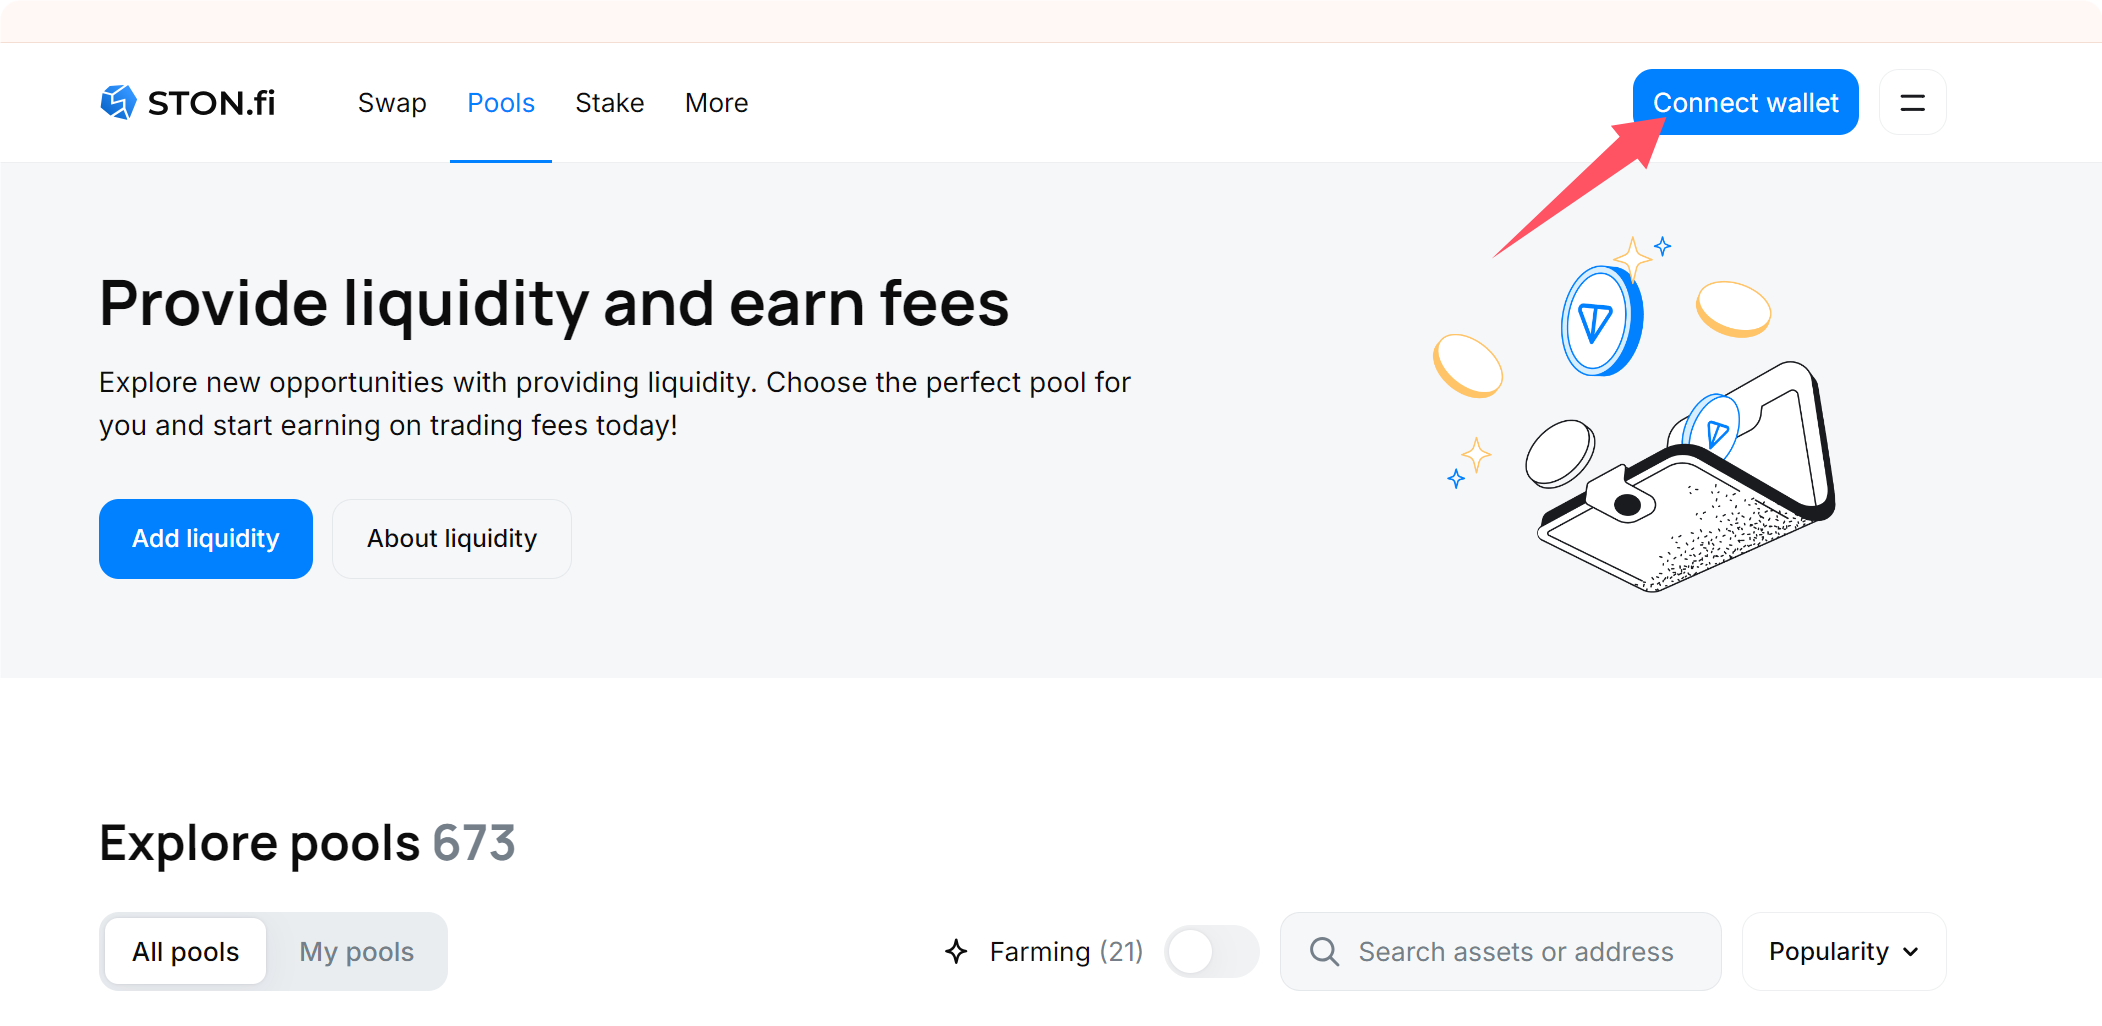 STON.fi
Swap Pools Stake More
Connect wallet
Provide liquidity and earn fees
Explore new opportunities with providing liquidity. Choose the perfect pool for
you and start earning on trading fees today!
Add liquidity
About liquidity
Explore pools 673
All pools My pools
Farming (21)
Search assets or address
Popularity